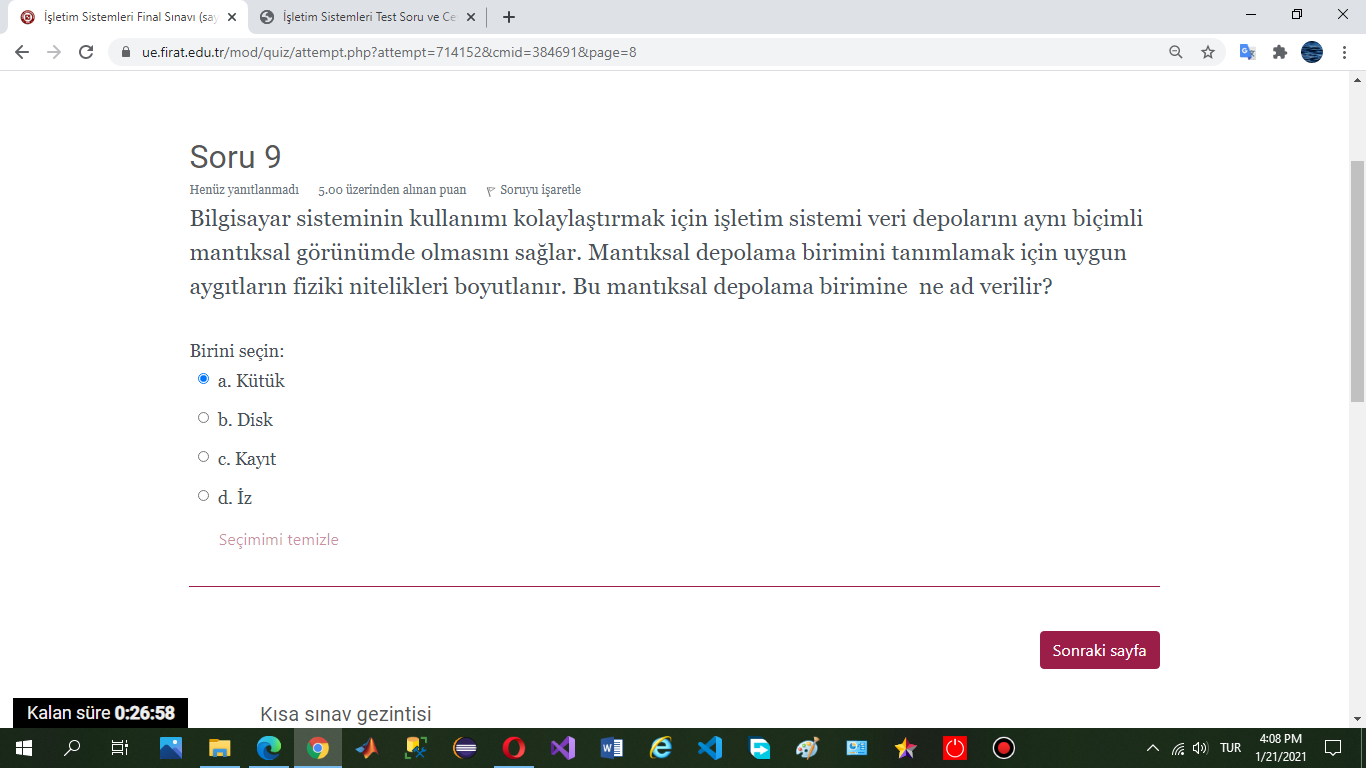 İşletim Sistemleri Final Sınavı (say
İşletim Sistemleri Test Soru ve Ce
ue.firat.edu.tr/mod/quiz/attempt.php?attempt=714152&cmid=384691&page=8
Soru 9
Henüz yanıtlanmadı 5.00 üzerinden alınan puan Soruyu işaretle
Bilgisayar sisteminin kullanımı kolaylaştırmak için işletim sistemi veri depolarını aynı biçimli
mantıksal görünümde olmasını sağlar. Mantıksal depolama birimini tanımlamak için uygun
aygıtların fiziki nitelikleri boyutlanır. Bu mantıksal depolama birimine ne ad verilir?
Birini seçin:
a. Kütük
b. Disk
c. Kayıt
d. İz
Seçimimi temizle
Sonraki sayfa
Kalan süre 0:26:58
Kısa sınav gezintisi
TUR
4:08 PM
1/21/2021